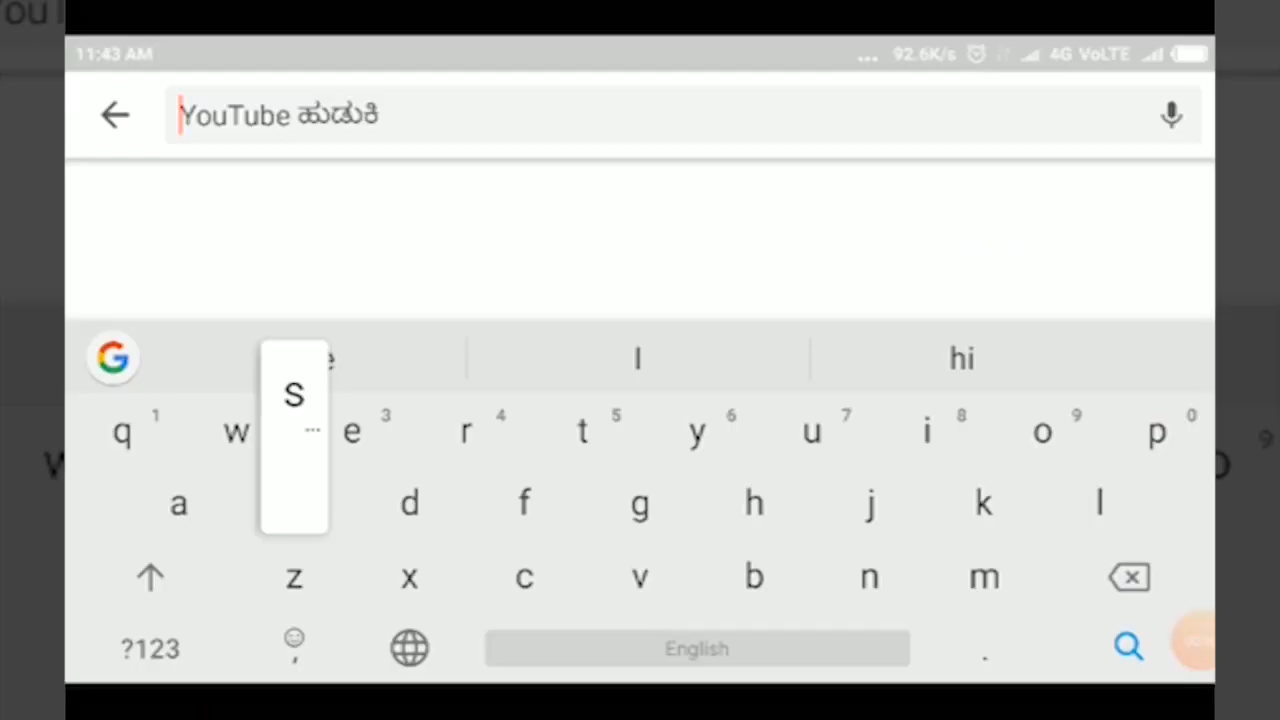 11:43 AM ... 92.6K/s 4G VoLTE
YouTube ಹುಡುಕಿ
G I hi
S
q 1 w e 3 r 4 t 5 y 6 u 7 i 8 o 9 p 0
a d f g h j k l
z x c v b n m
?123 , English .